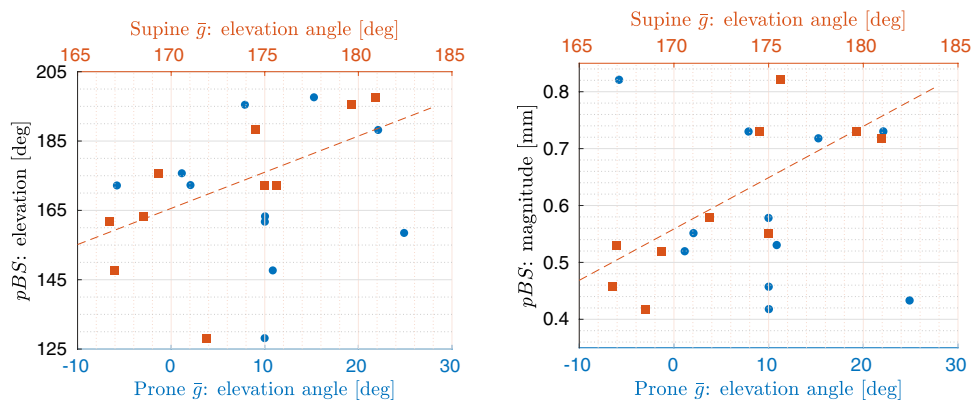 Supine g̅: elevation angle [deg]
165 170 175 180 185
205
185
165
145
125
pBS: elevation [deg]
-10 0 10 20 30
Prone g̅: elevation angle [deg]
Supine g̅: elevation angle [deg]
165 170 175 180 185
0.8
0.7
0.6
0.5
0.4
pBS: magnitude [mm]
-10 0 10 20 30
Prone g̅: elevation angle [deg]